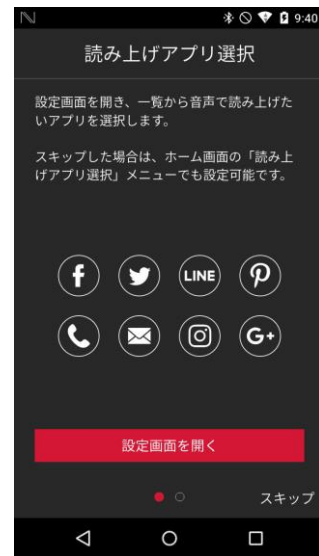 9:40
読み上げアプリ選択
設定画面を開き、一覧から音声で読み上げた
いアプリを選択します。
スキップした場合は、ホーム画面の「読み上
げアプリ選択」メニューでも設定可能です。
LINE
G+
設定画面を開く
スキップ